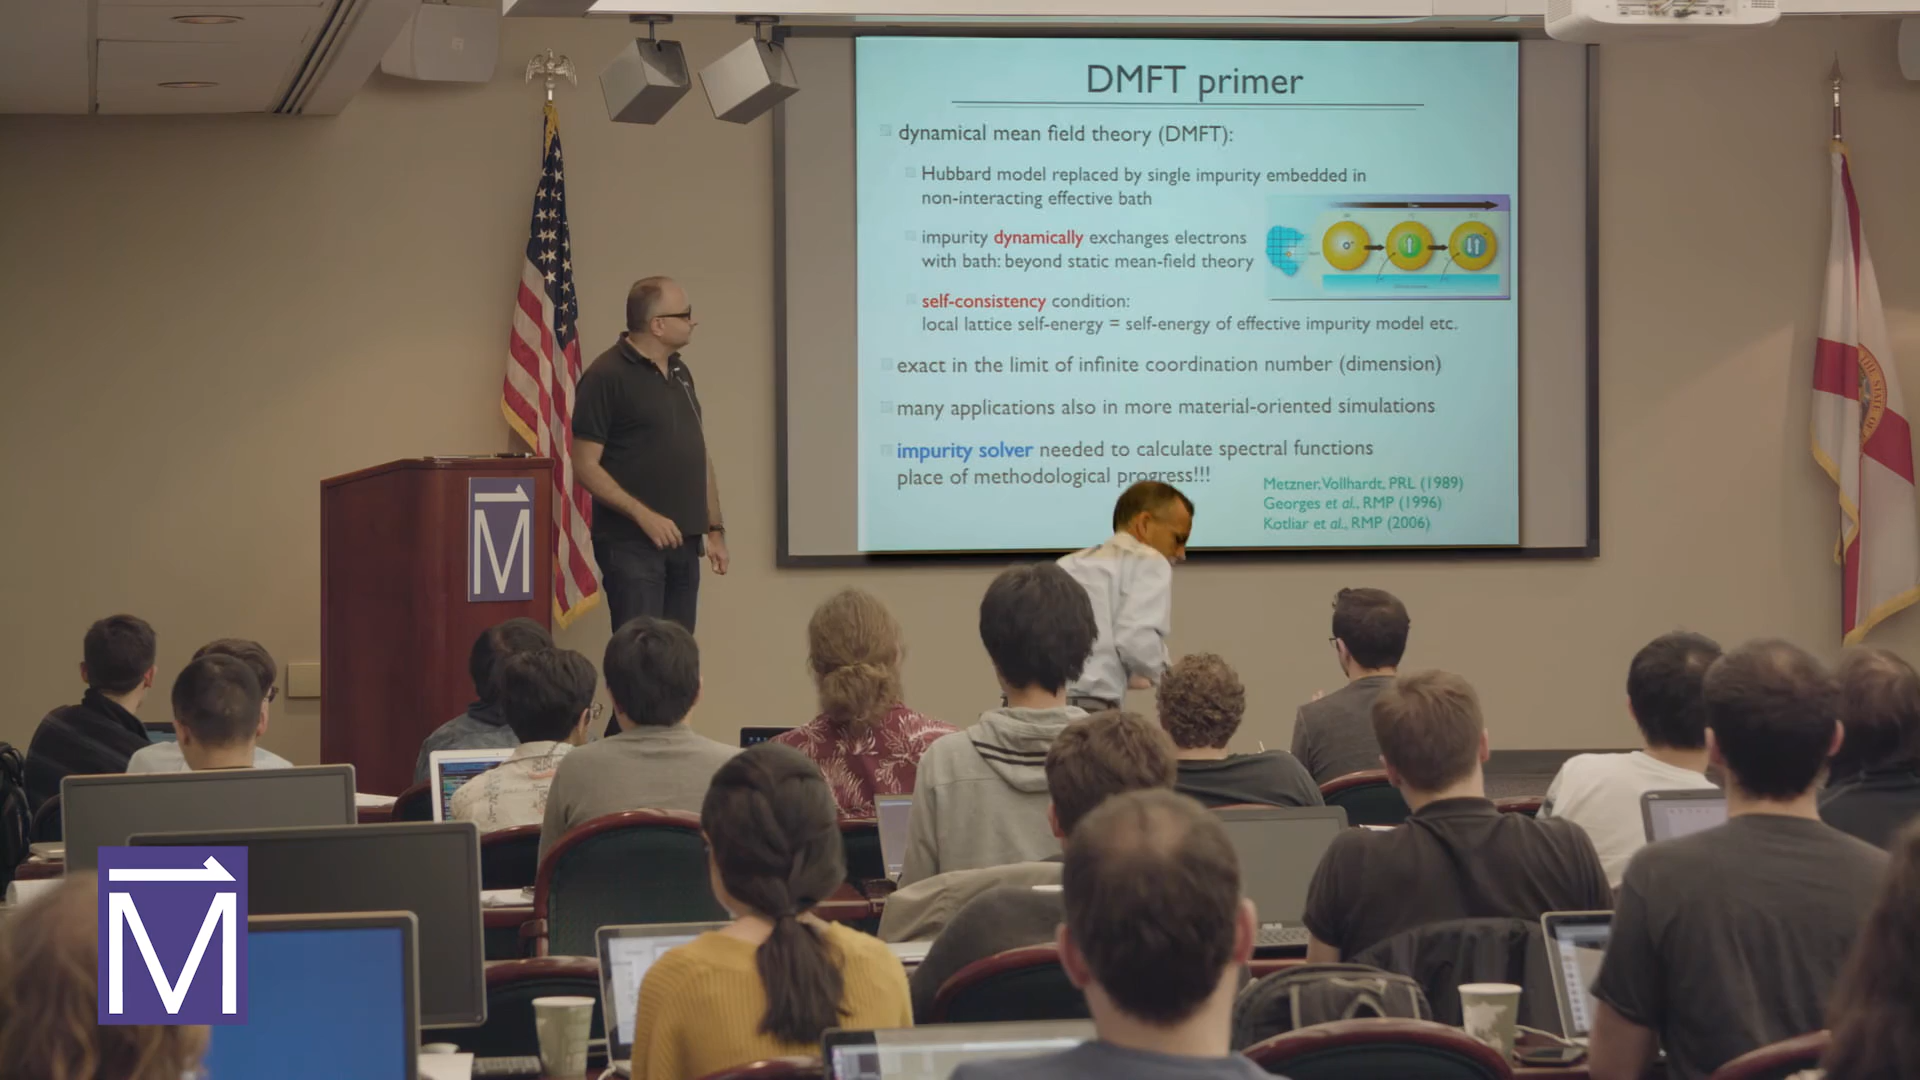 DMFT primer
dynamical mean field theory (DMFT):
Hubbard model replaced by single impurity embedded in
non-interacting effective bath
impurity dynamically exchanges electrons
with bath: beyond static mean-field theory
self-consistency condition:
local lattice self-energy = self-energy of effective impurity model etc.
exact in the limit of infinite coordination number (dimension)
many applications also in more material-oriented simulations
impurity solver needed to calculate spectral functions
place of methodological progress!!!
Metzner, Vollhardt, PRL (1989)
Georges et al., RMP (1996)
Kotliar et al., RMP (2006)
M
M